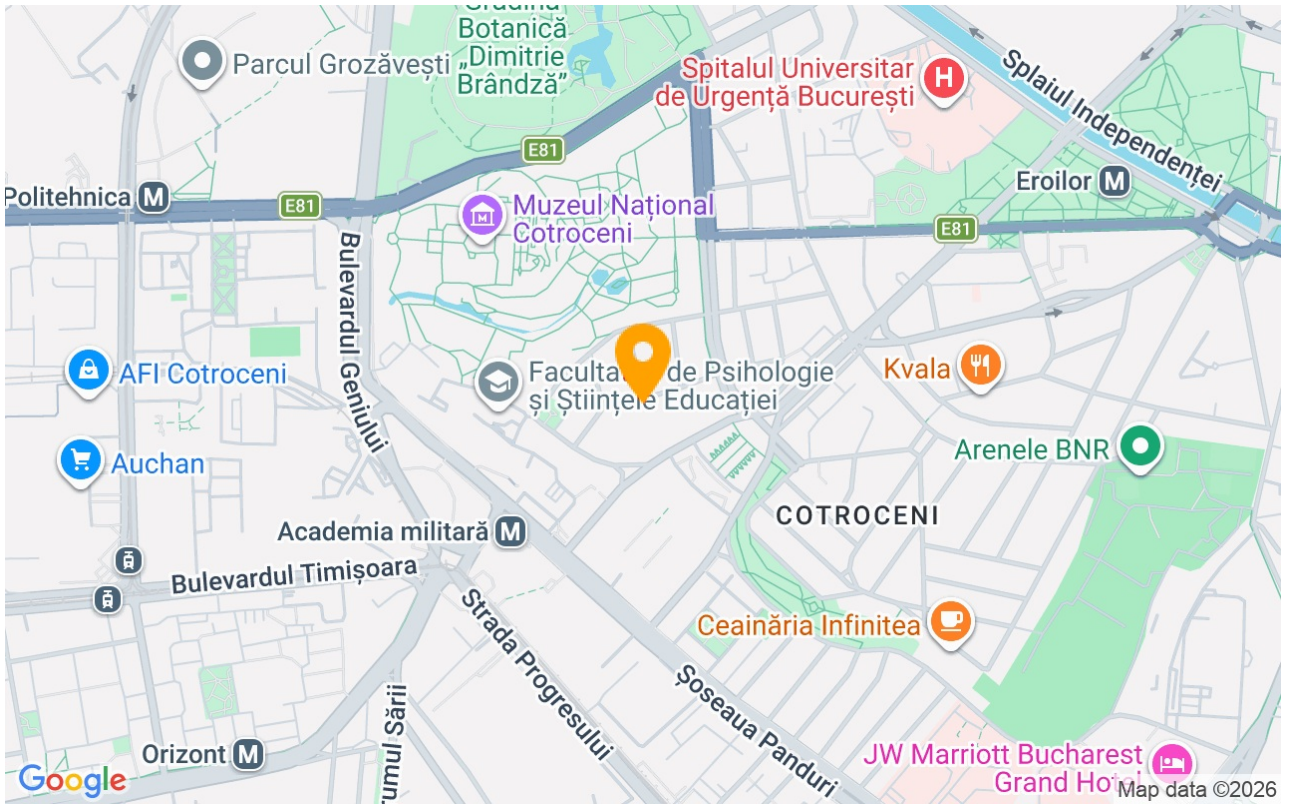 Grădina
Botanică
„Dimitrie
Brândză”
Parcul Grozăvești
Spitalul Universitar
de Urgență București
H
Splaiul Independenței
E81
Politehnica M
E81
Muzeul Național
Cotroceni
Eroilor M
E81
Bulevardul Geniului
AFI Cotroceni
Facultatea de Psihologie
și Științele Educației
Kvala
Auchan
Arenele BNR
COTROCENI
Academia militară M
Bulevardul Timișoara
Strada Progresului
Ceainăria Infinitea
Șoseaua Panduri
rumul Sării
Orizont M
JW Marriott Bucharest
Grand Hotel
Google
Map data ©2026